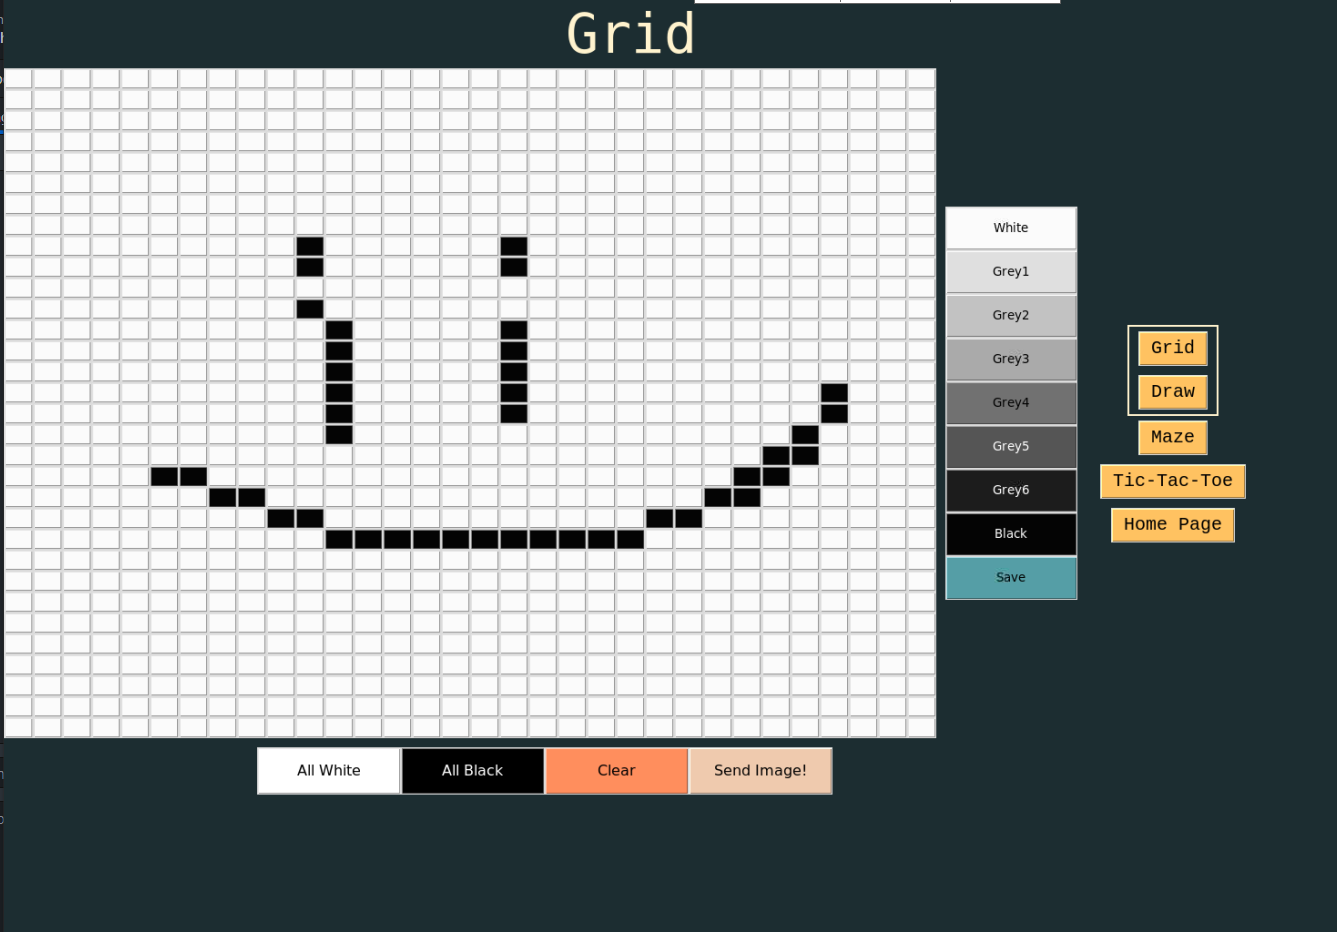 Grid
White
Grey1
Grey2
Grey3
Grey4
Grey5
Grey6
Black
Save
Grid
Draw
Maze
Tic-Tac-Toe
Home Page
All White
All Black
Clear
Send Image!